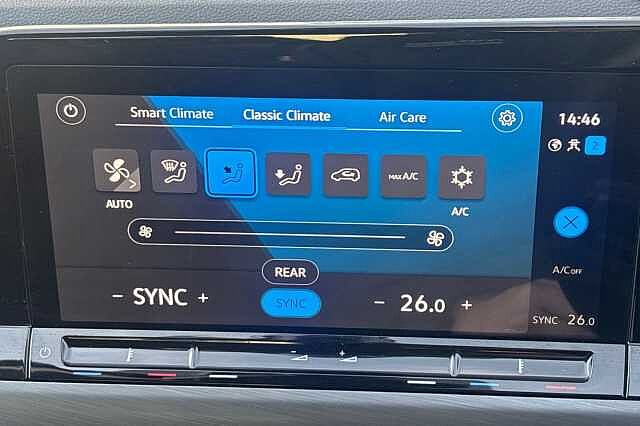 Smart Climate Classic Climate Air Care
14:46
2
MAX A/C
AUTO A/C
REAR
A/C OFF
− SYNC + SYNC − 26.0 +
SYNC 26.0
− +